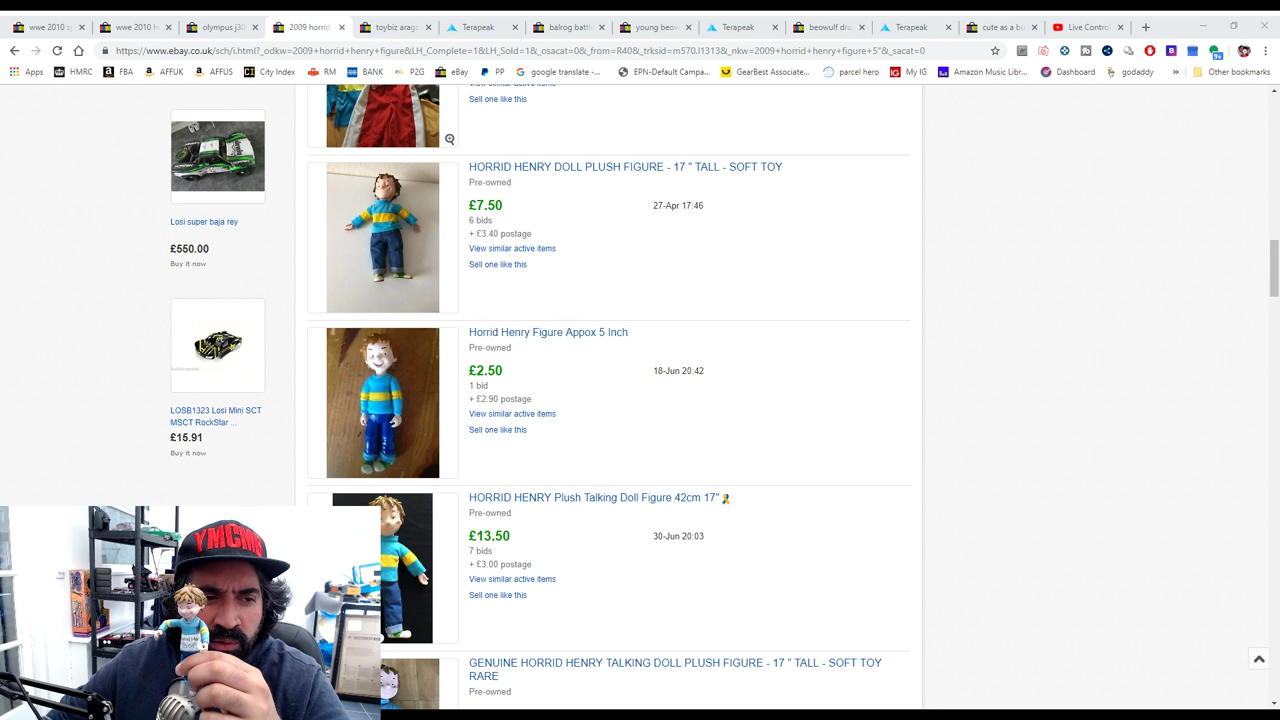 wwe 2010 s
wwe 2010 h
olympus j30
2009 horrid
toybiz arago
Terapeak
balrog battl
young beow
Terapeak
beowulf dra
Terapeak
cute as a bu
Live Control
https://www.ebay.co.uk/sch/i.html?_odkw=2009+horrid+henry+figure&LH_Complete=1&LH_Sold=1&_osacat=0&_from=R40&_trksid=m570.l1313&_nkw=2009+horrid+henry+figure+5"&_sacat=0
9+
Apps
HMRC
FBA
AFFUK
AFFUS
City Index
RM
BANK
P2G
eBay
PP
google translate -...
EPN-Default Campa...
GearBest Associate...
parcel hero
My IG
Amazon Music Libr...
Dashboard
godaddy
»
Other bookmarks
Sell one like this
HORRID HENRY DOLL PLUSH FIGURE - 17 " TALL - SOFT TOY
Pre-owned
£7.50
27-Apr 17:46
6 bids
+ £3.40 postage
View similar active items
Sell one like this
Losi super baja rey
£550.00
Buy it now
Horrid Henry Figure Appox 5 Inch
Pre-owned
£2.50
18-Jun 20:42
1 bid
+ £2.90 postage
View similar active items
Sell one like this
LOSB1323 Losi Mini SCT
MSCT RockStar ...
£15.91
Buy it now
HORRID HENRY Plush Talking Doll Figure 42cm 17"
Pre-owned
£13.50
30-Jun 20:03
7 bids
+ £3.00 postage
View similar active items
Sell one like this
GENUINE HORRID HENRY TALKING DOLL PLUSH FIGURE - 17 " TALL - SOFT TOY
RARE
Pre-owned
YMCMB